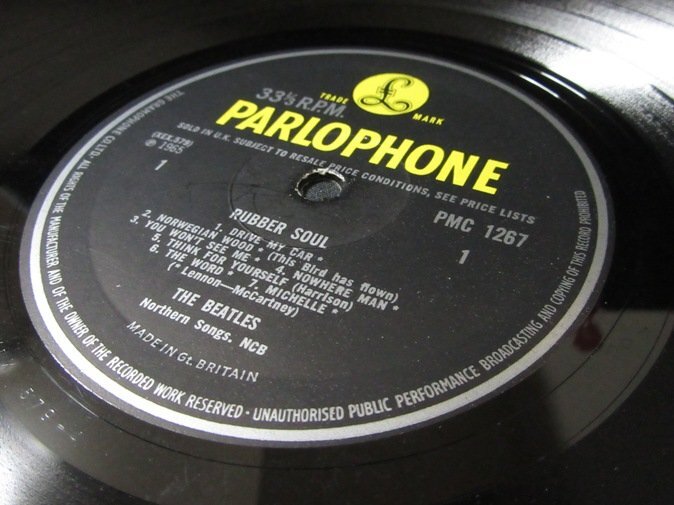 33⅓ R.P.M.
TRADE £ MARK
PARLOPHONE
SOLD IN U.K. SUBJECT TO RESALE PRICE CONDITIONS, SEE PRICE LISTS
(XEX.579)
℗ 1965
1
PMC 1267
1
RUBBER SOUL
1. DRIVE MY CAR *
2. NORWEGIAN WOOD * (This Bird has flown)
3. YOU WON'T SEE ME * 4. NOWHERE MAN *
5. THINK FOR YOURSELF (Harrison)
6. THE WORD * 7. MICHELLE *
(* Lennon—McCartney)
THE BEATLES
Northern Songs, NCB
MADE IN Gt. BRITAIN
THE GRAMOPHONE CO. LTD. ALL RIGHTS OF THE MANUFACTURER AND OF THE OWNER OF THE RECORDED WORK RESERVED · UNAUTHORISED PUBLIC PERFORMANCE BROADCASTING AND COPYING OF THIS RECORD PROHIBITED